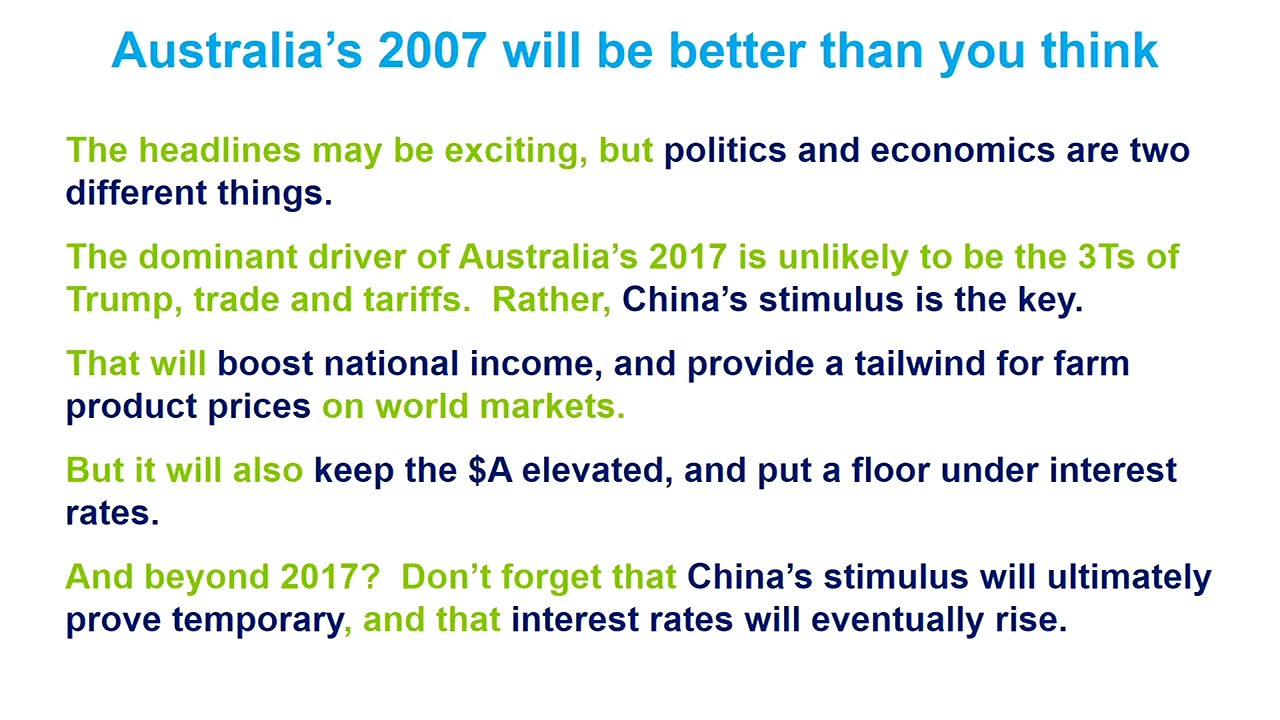 Australia’s 2007 will be better than you think
The headlines may be exciting, but politics and economics are two
different things.
The dominant driver of Australia’s 2017 is unlikely to be the 3Ts of
Trump, trade and tariffs.  Rather, China’s stimulus is the key.
That will boost national income, and provide a tailwind for farm
product prices on world markets.
But it will also keep the $A elevated, and put a floor under interest
rates.
And beyond 2017?  Don’t forget that China’s stimulus will ultimately
prove temporary, and that interest rates will eventually rise.